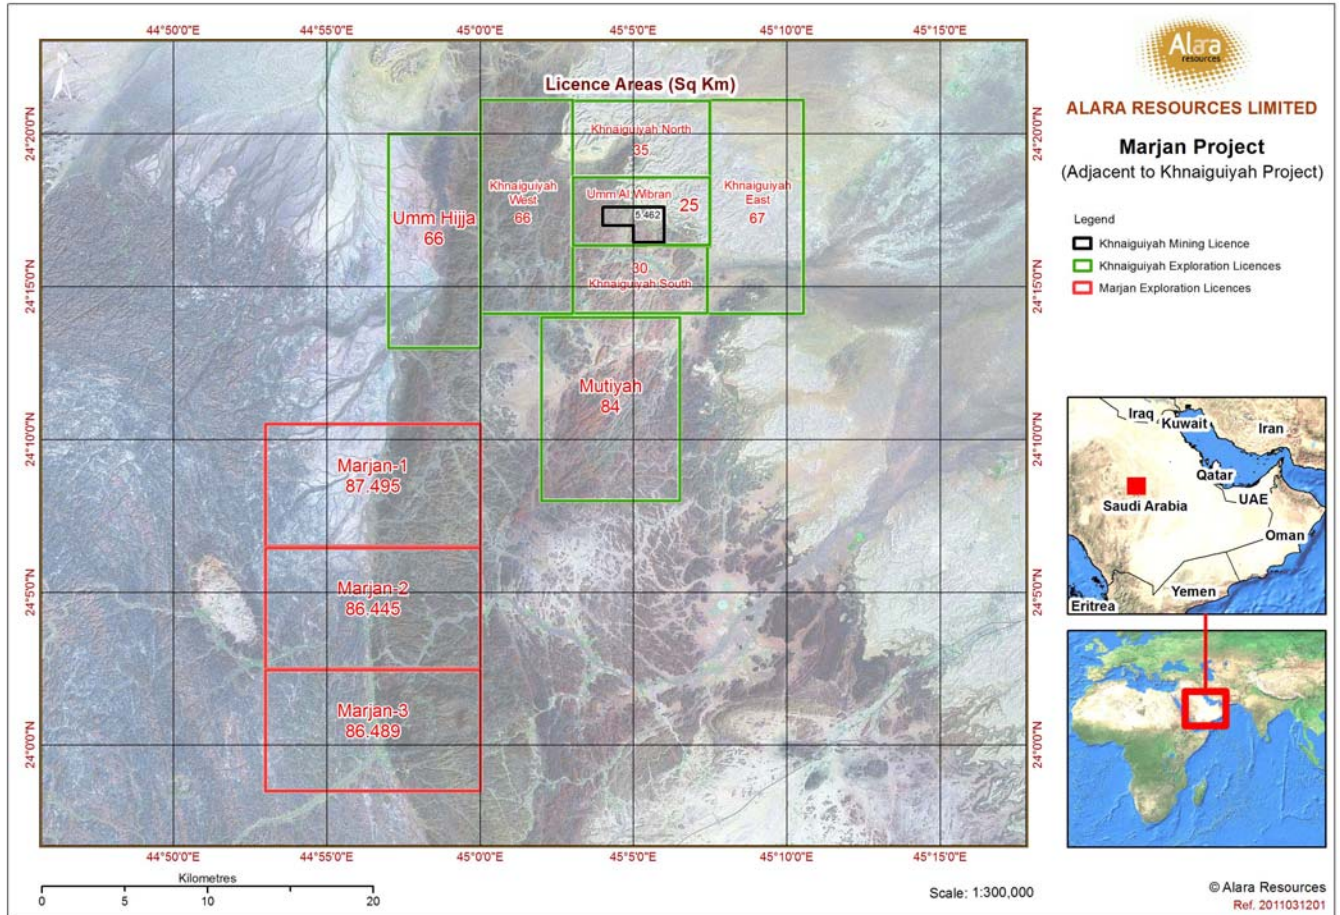 44°50'0"E
44°55'0"E
45°0'0"E
45°5'0"E
45°10'0"E
45°15'0"E
24°20'0"N
24°15'0"N
24°10'0"N
24°5'0"N
24°0'0"N
N
Licence Areas (Sq Km)
Khnaiguiyah North
35
Khnaiguiyah
West
66
Umm Al Wibran
25
5.462
Khnaiguiyah
East
67
Umm Hijja
66
30
Khnaiguiyah South
Mutiyah
84
Marjan-1
87.495
Marjan-2
86.445
Marjan-3
86.489
24°20'0"N
24°15'0"N
24°10'0"N
24°5'0"N
24°0'0"N
44°50'0"E
44°55'0"E
45°0'0"E
45°5'0"E
45°10'0"E
45°15'0"E
Kilometres
0 5 10 20
Scale: 1:300,000
Alara
resources
ALARA RESOURCES LIMITED
Marjan Project
(Adjacent to Khnaiguiyah Project)
Legend
Khnaiguiyah Mining Licence
Khnaiguiyah Exploration Licences
Marjan Exploration Licences
Iraq
Kuwait
Iran
Qatar
Saudi Arabia
UAE
Oman
Yemen
Eritrea
© Alara Resources
Ref. 2011031201